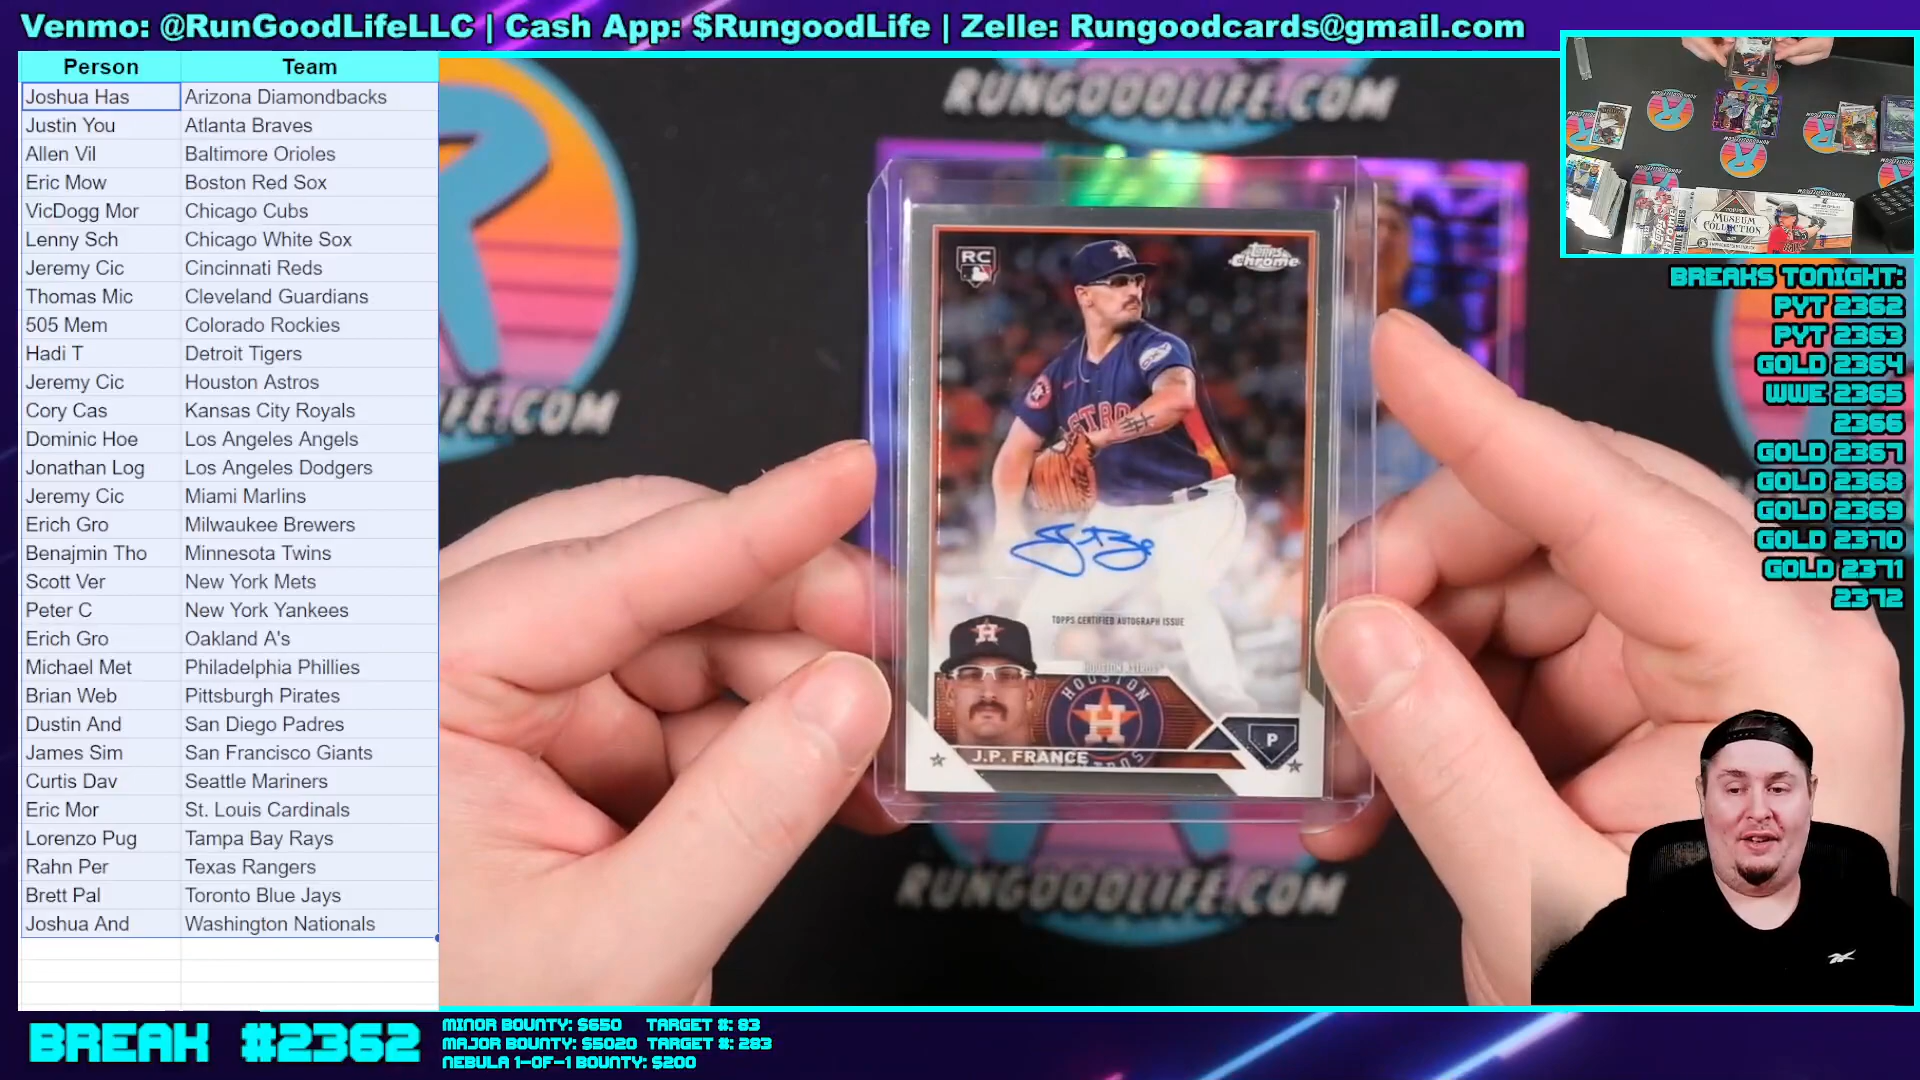 Venmo: @RunGoodLifeLLC | Cash App: $RungoodLife | Zelle: Rungoodcards@gmail.com
Person Team
Joshua Has Arizona Diamondbacks
Justin You Atlanta Braves
Allen Vil Baltimore Orioles
Eric Mow Boston Red Sox
VicDogg Mor Chicago Cubs
Lenny Sch Chicago White Sox
Jeremy Cic Cincinnati Reds
Thomas Mic Cleveland Guardians
505 Mem Colorado Rockies
Hadi T Detroit Tigers
Jeremy Cic Houston Astros
Cory Cas Kansas City Royals
Dominic Hoe Los Angeles Angels
Jonathan Log Los Angeles Dodgers
Jeremy Cic Miami Marlins
Erich Gro Milwaukee Brewers
Benajmin Tho Minnesota Twins
Scott Ver New York Mets
Peter C New York Yankees
Erich Gro Oakland A's
Michael Met Philadelphia Phillies
Brian Web Pittsburgh Pirates
Dustin And San Diego Padres
James Sim San Francisco Giants
Curtis Dav Seattle Mariners
Eric Mor St. Louis Cardinals
Lorenzo Pug Tampa Bay Rays
Rahn Per Texas Rangers
Brett Pal Toronto Blue Jays
Joshua And Washington Nationals
RUNGOODLIFE.COM
FE.COM
RC
Topps Chrome
ASTRO
TOPPS CERTIFIED AUTOGRAPH ISSUE
HOUSTON ASTROS
HOUSTON
H
ASTROS
P
J.P. FRANCE
RUNGOODLIFE.COM
TOPPS
MUSEUM
COLLECTION
BREAKS TONIGHT:
PYT 2362
PYT 2363
GOLD 2364
WWE 2365
2366
GOLD 2367
GOLD 2368
GOLD 2369
GOLD 2370
GOLD 2371
2372
BREAK #2362
MINOR BOUNTY: $650 TARGET #: 83
MAJOR BOUNTY: $5020 TARGET #: 283
NEBULA 1-OF-1 BOUNTY: $200